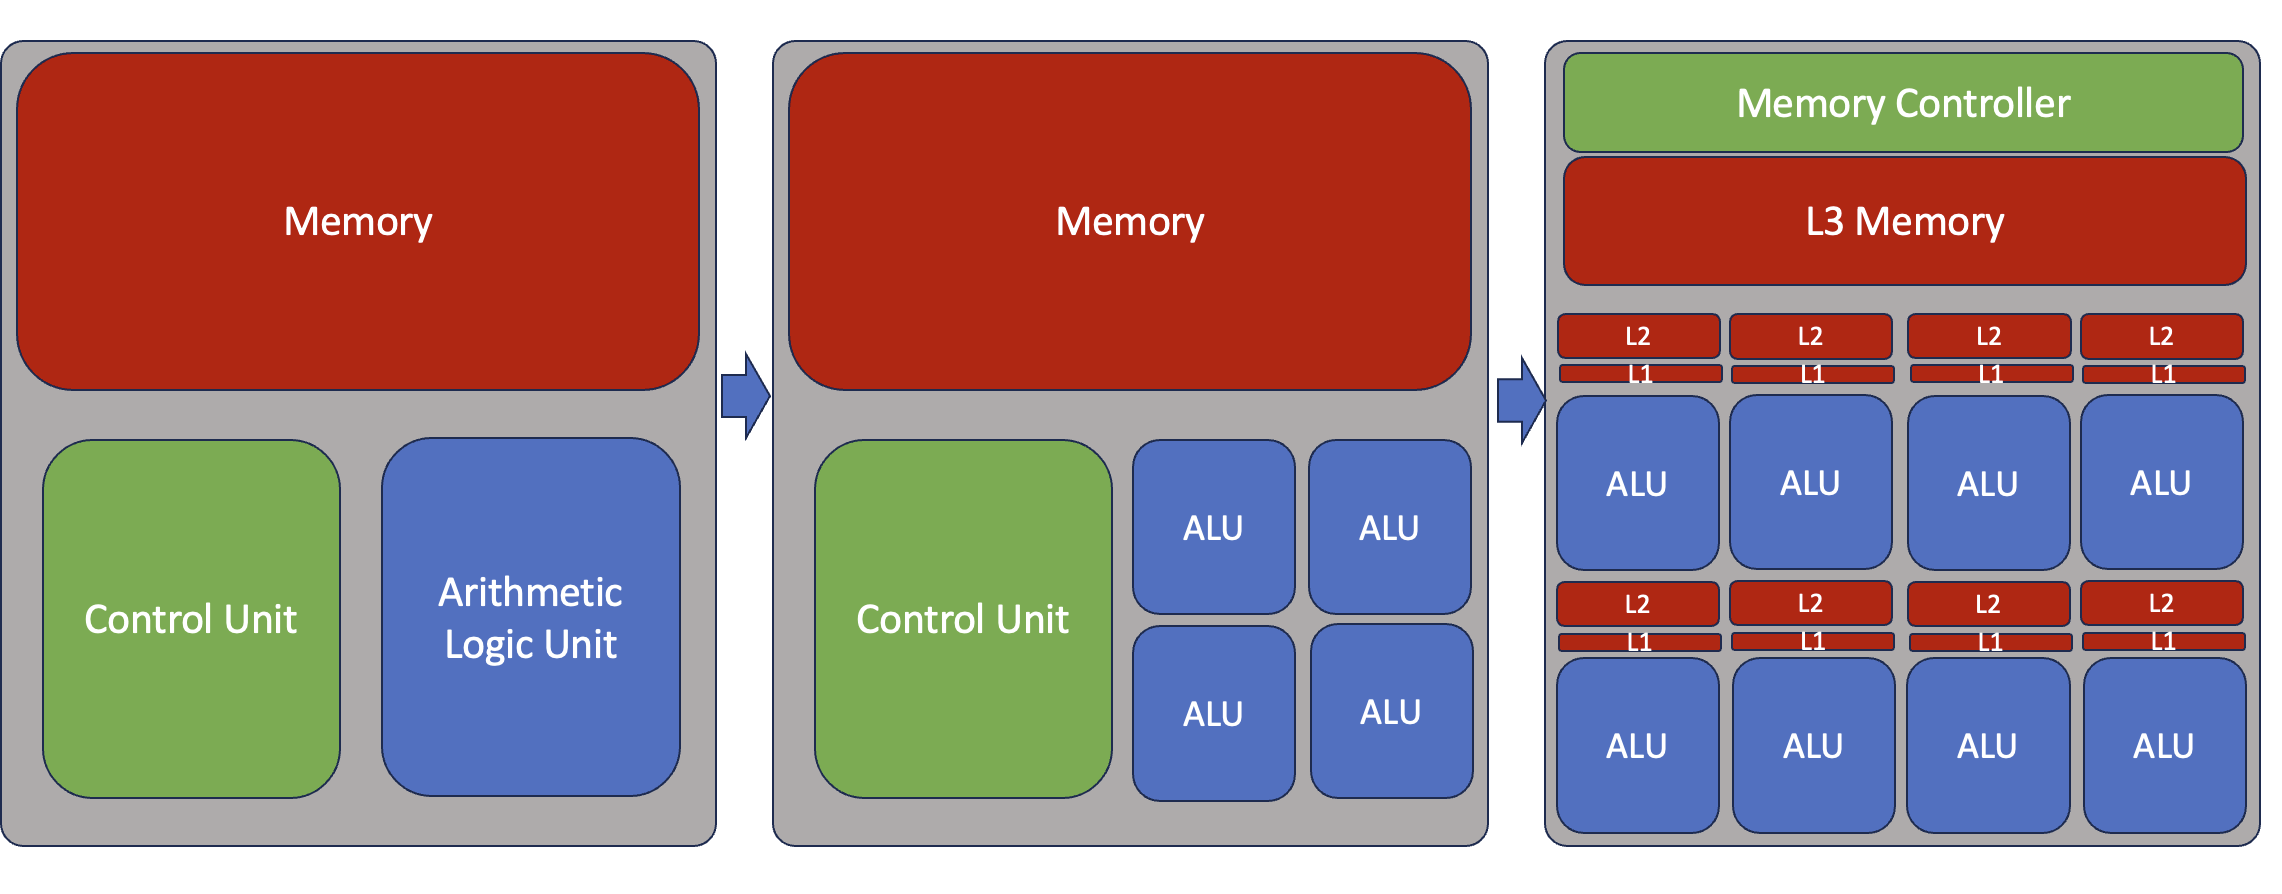 Memory
Control Unit
Arithmetic
Logic Unit
Memory
Control Unit
ALU
ALU
ALU
ALU
Memory Controller
L3 Memory
L2
L2
L2
L2
L1
L1
L1
L1
ALU
ALU
ALU
ALU
L2
L2
L2
L2
L1
L1
L1
L1
ALU
ALU
ALU
ALU